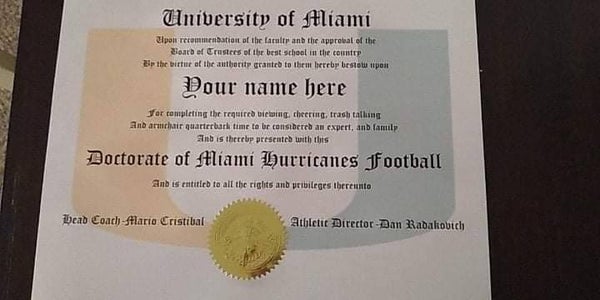 University of Miami
Upon recommendation of the faculty and the approval of the
Board of Trustees of the best school in the country
By the virtue of the authority granted to them hereby bestow upon
Your name here
For completing the required viewing, cheering, trash talking
And armchair quarterback time to be considered an expert, and family
And is thereby presented with this
Doctorate of Miami Hurricanes Football
And is entitled to all the rights and privileges thereunto
Head Coach-Mario Cristibal
Athletic Director-Dan Radakovich